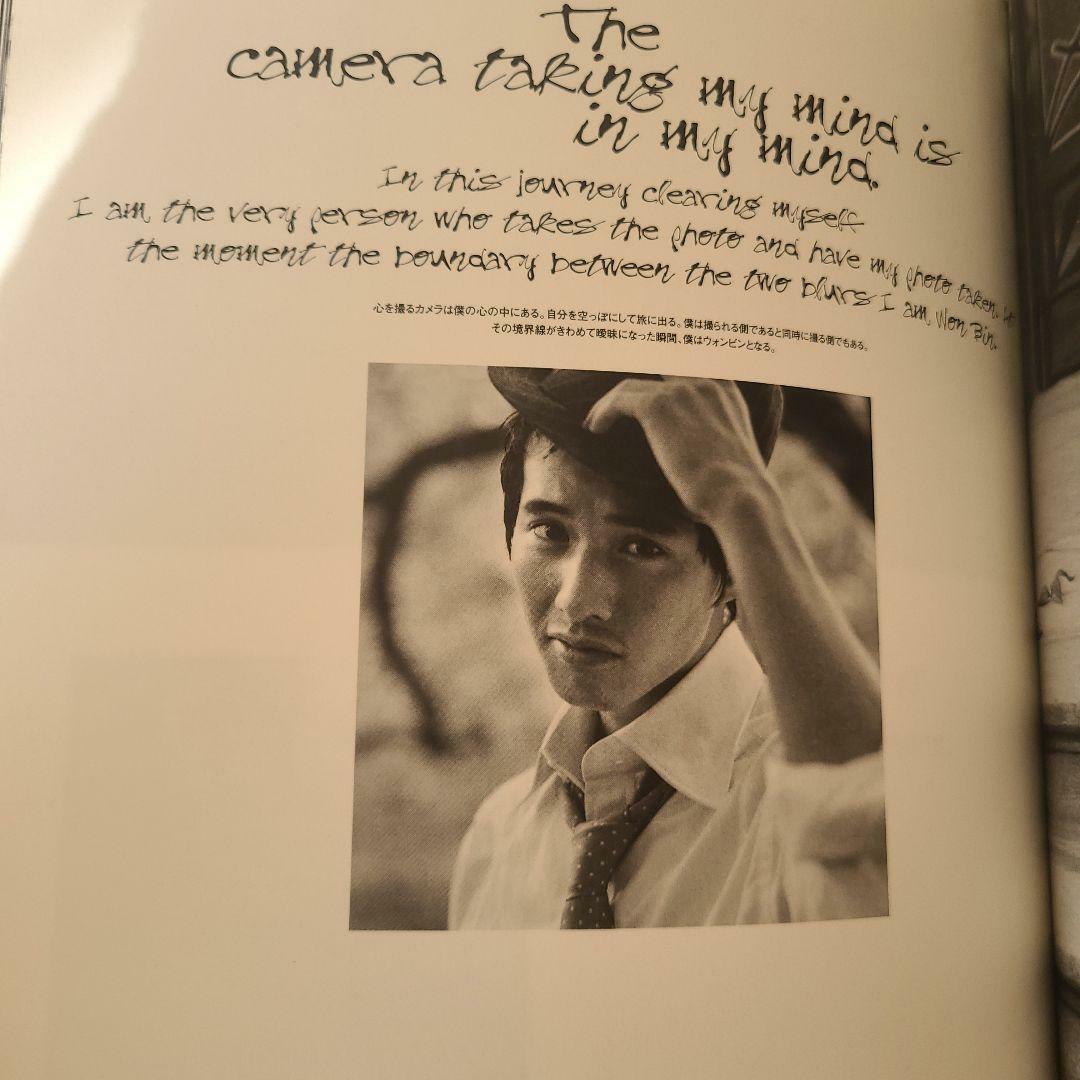 The
camera taking my mind is
in my mind.
In this journey clearing myself
I am the very person who takes the photo and have my photo taken. At
the moment the boundary between the two blurs I am Won Bin.
心を撮るカメラは僕の心の中にある。自分を空っぽにして旅に出る。僕は撮られる側であると同時に撮る側でもある。
その境界線がきわめて曖昧になった瞬間、僕はウォンビンとなる。